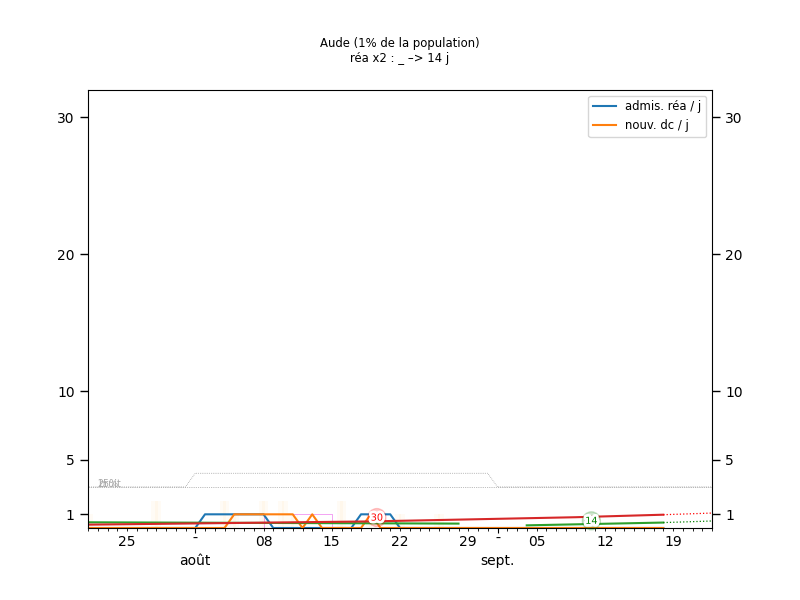 Aude (1% de la population)
réa x2 : _ –> 14 j
admis. réa / j
nouv. dc / j
30 30
20 20
10 10
5 5
30
14
1 1
25 - 08 15 22 29 - 05 12 19
août sept.